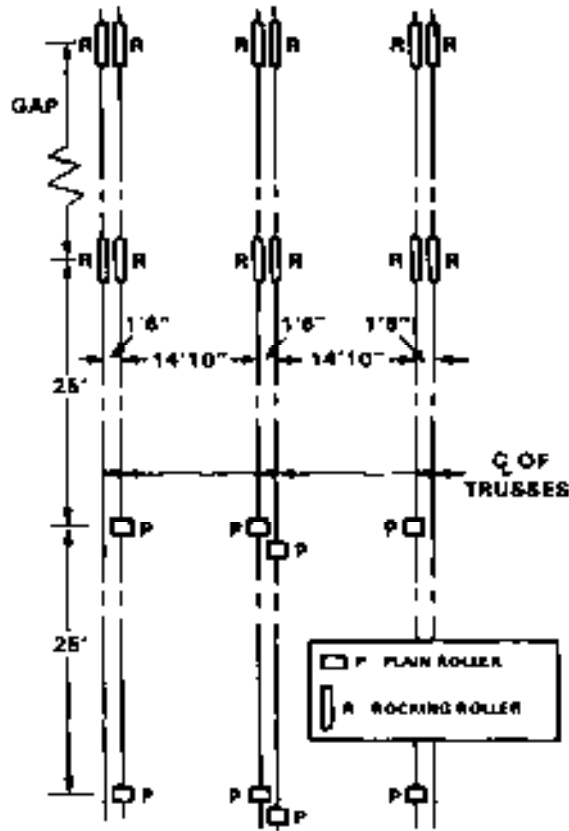 R R R R R R
GAP
R R R R R R
1'6" 1'6" 1'6"
14'10" 14'10"
25'
℄ OF
TRUSSES
P P P
P
25'
P PLAIN ROLLER
R ROCKING ROLLER
P P P
P